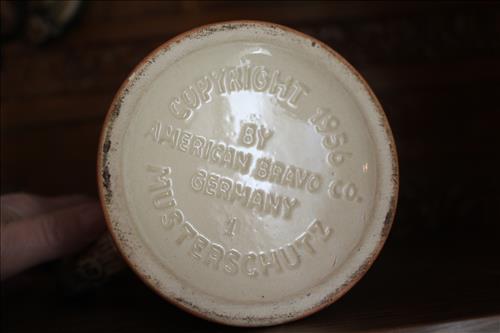 COPYRIGHT 1956
BY
AMERICAN BRAVO CO.
GERMANY
1
MUSTERSCHUTZ